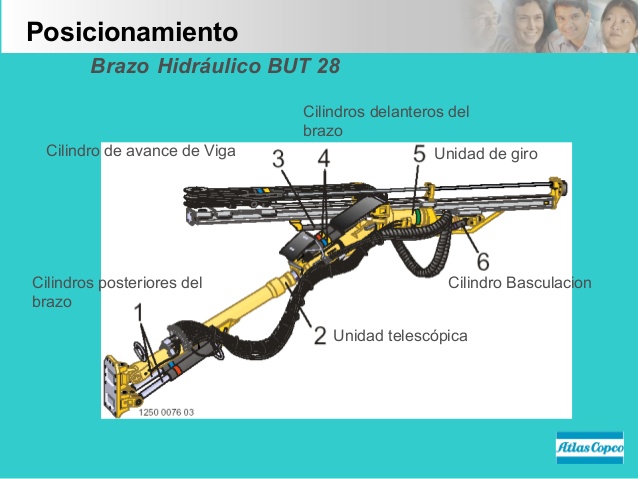 Posicionamiento
Brazo Hidráulico BUT 28
Cilindros delanteros del
brazo
Cilindro de avance de Viga
3 4 5 Unidad de giro
6
Cilindros posteriores del
brazo
Cilindro Basculacion
1
2 Unidad telescópica
1250 0076 03
Atlas Copco